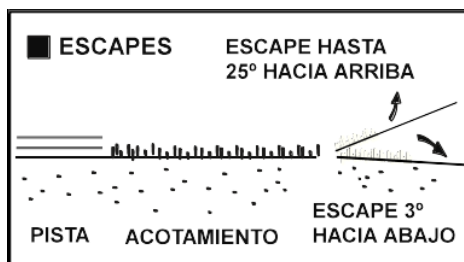 ESCAPES
ESCAPE HASTA
25º HACIA ARRIBA
ESCAPE 3º
HACIA ABAJO
PISTA
ACOTAMIENTO